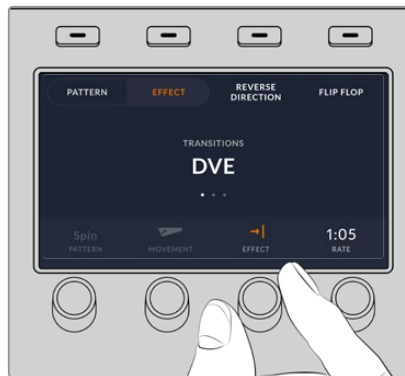 PATTERN
EFFECT
REVERSE
DIRECTION
FLIP FLOP
TRANSITIONS
DVE
Spin
PATTERN
MOVEMENT
EFFECT
1:05
RATE